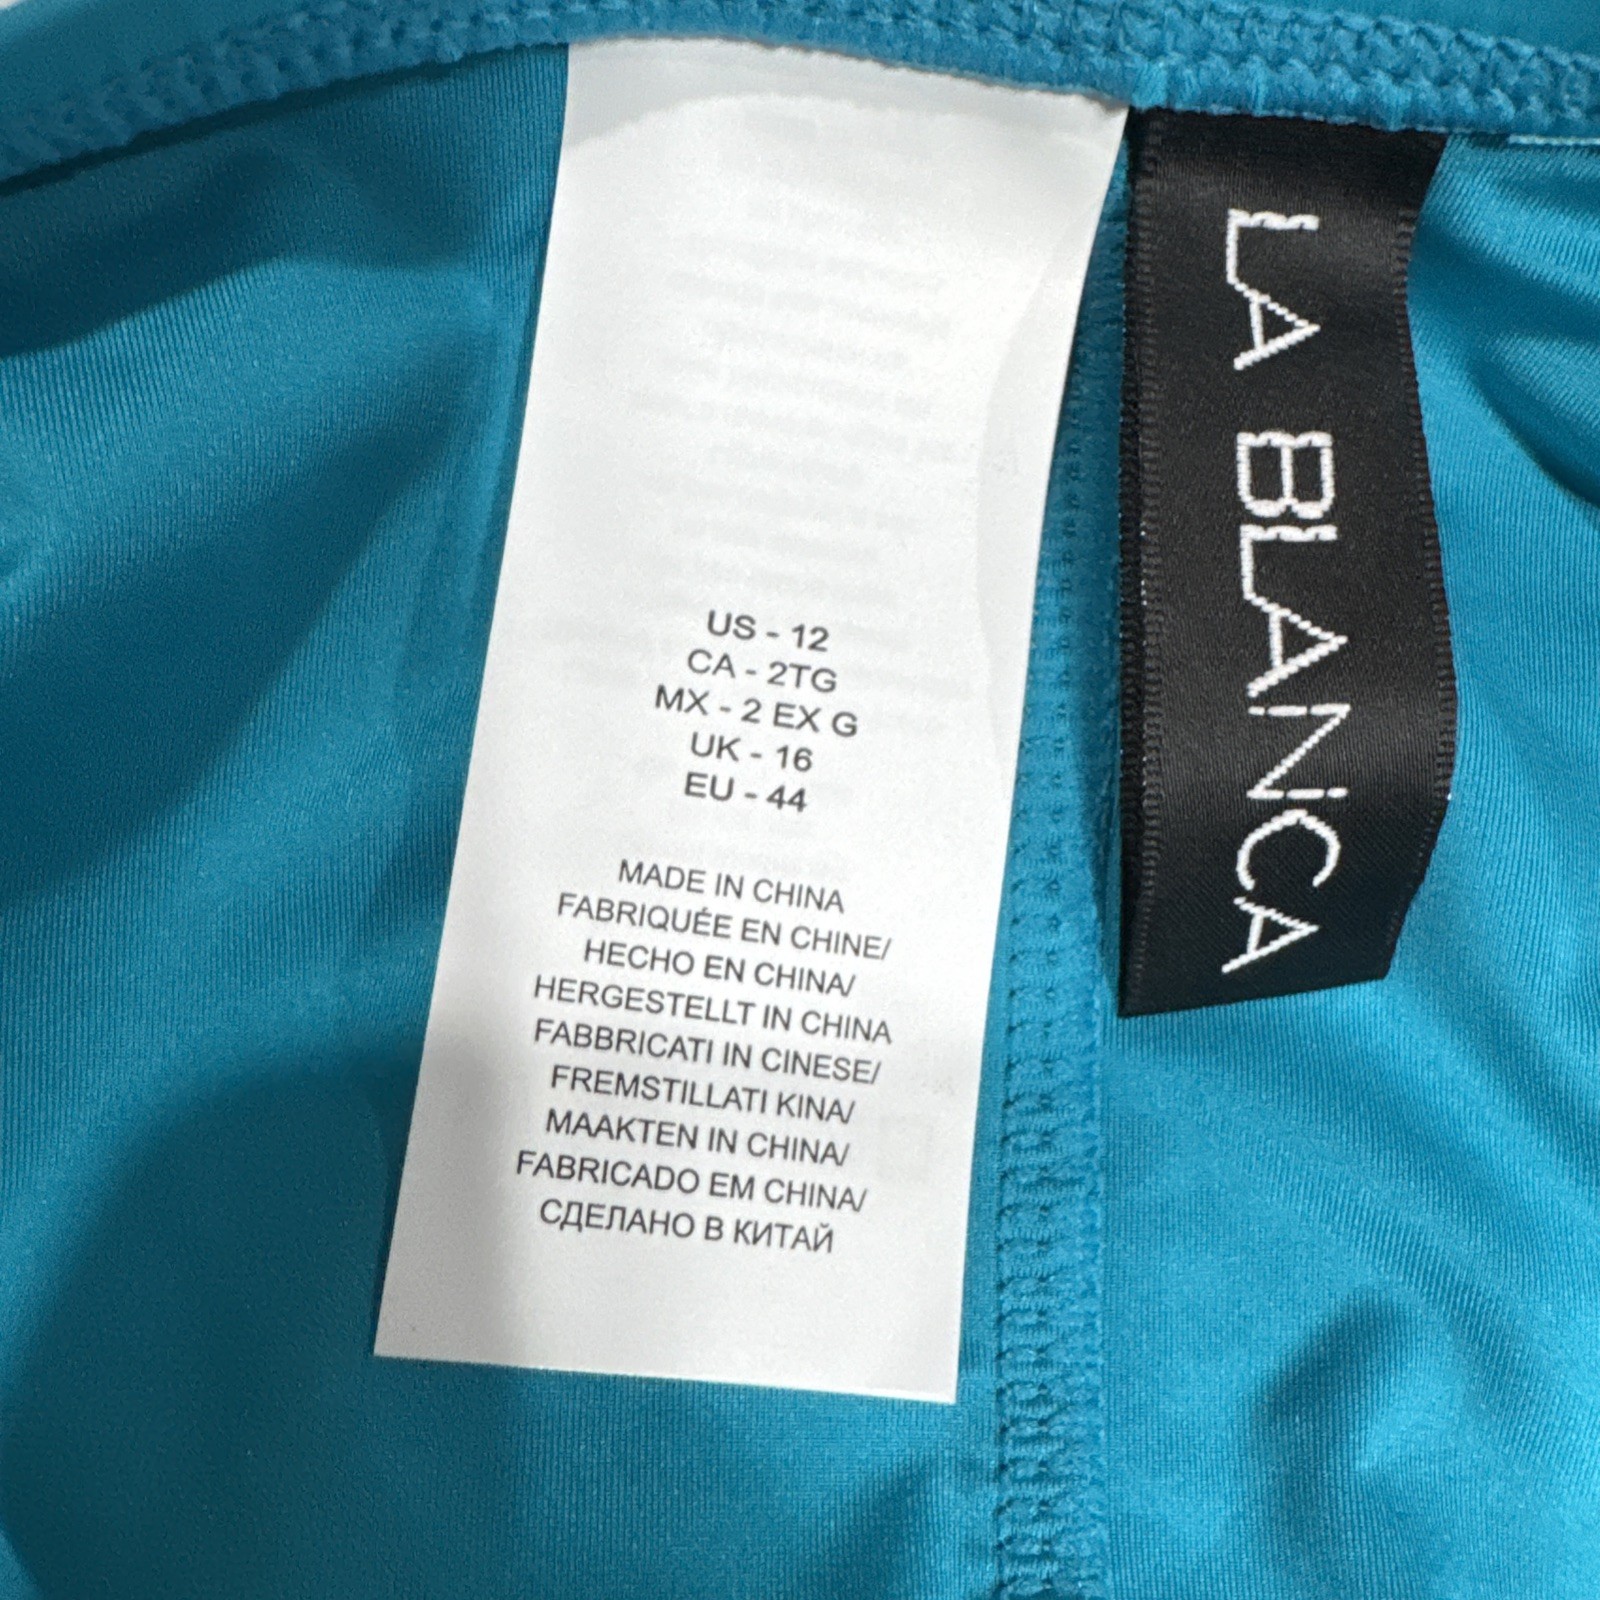 US - 12
CA - 2TG
MX - 2 EX G
UK - 16
EU - 44
MADE IN CHINA
FABRIQUÉE EN CHINE/
HECHO EN CHINA/
HERGESTELLT IN CHINA
FABBRICATI IN CINESE/
FREMSTILLATI KINA/
MAAKTEN IN CHINA/
FABRICADO EM CHINA/
СДЕЛАНО В КИТАЙ
LA BLANCA